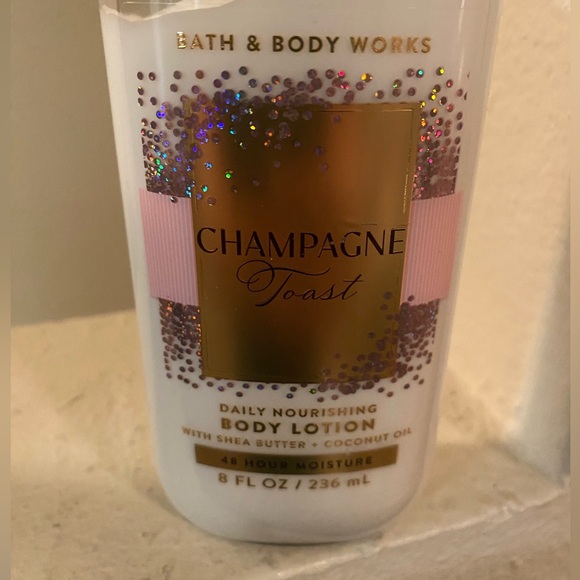 BATH & BODY WORKS
CHAMPAGNE
Toast
DAILY NOURISHING
BODY LOTION
WITH SHEA BUTTER + COCONUT OIL
48 HOUR MOISTURE
8 FL OZ / 236 mL